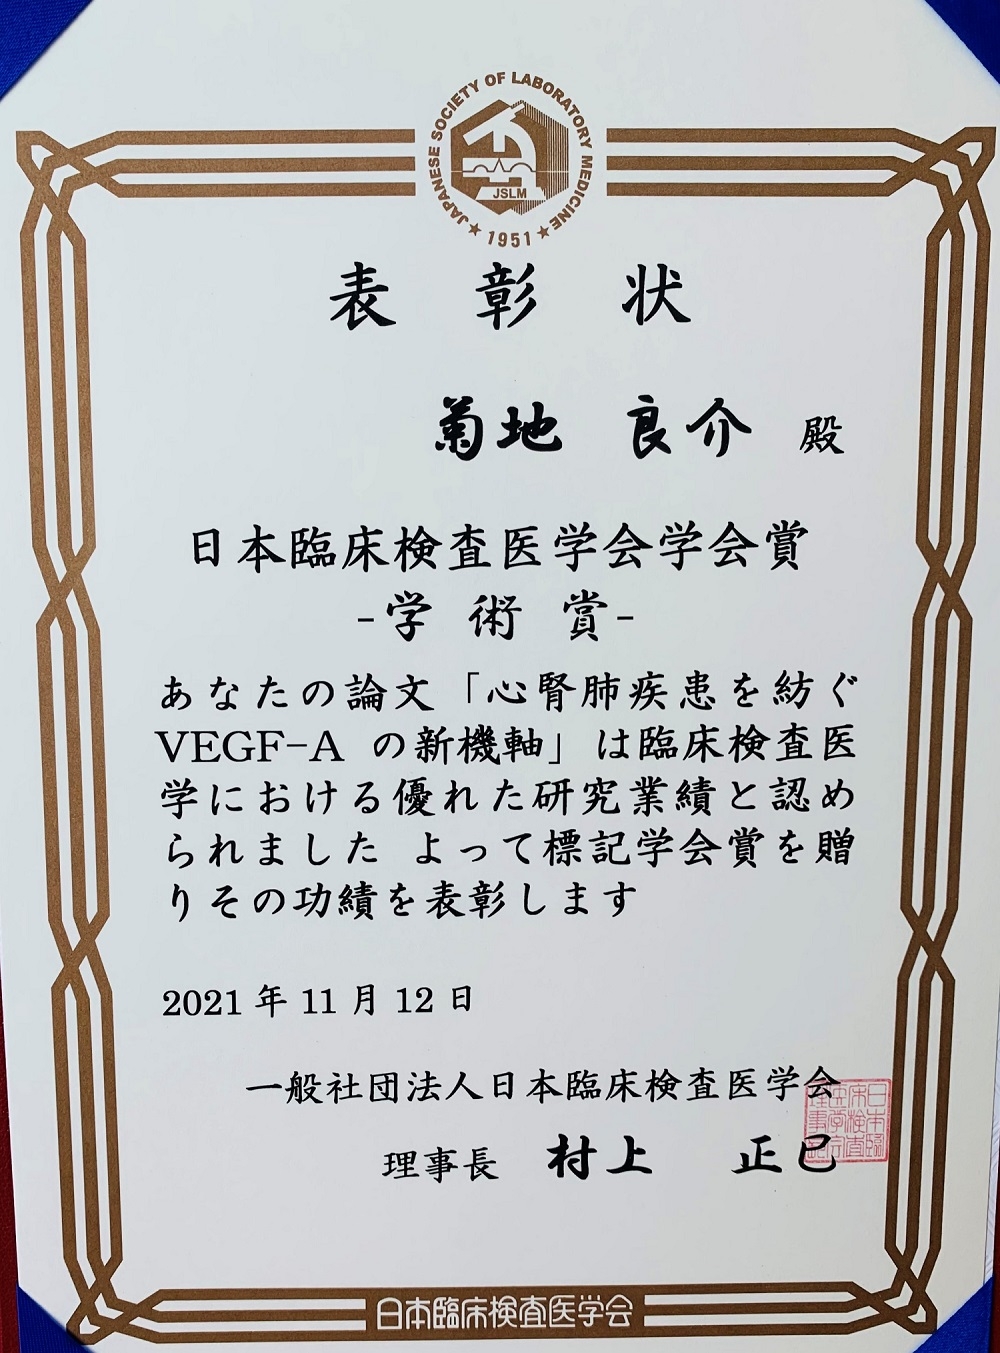 JAPANESE SOCIETY OF LABORATORY MEDICINE
JSLM
★ 1951 ★
表 彰 状
菊地 良介 殿
日本臨床検査医学会学会賞
-学 術 賞-
あなたの論文「心腎肺疾患を紡ぐ
VEGF-A の新機軸」は臨床検査医
学における優れた研究業績と認め
られました よって標記学会賞を贈
りその功績を表彰します
2021 年 11 月 12 日
一般社団法人日本臨床検査医学会
理事長 村上 正巳
日本臨床検査医学会